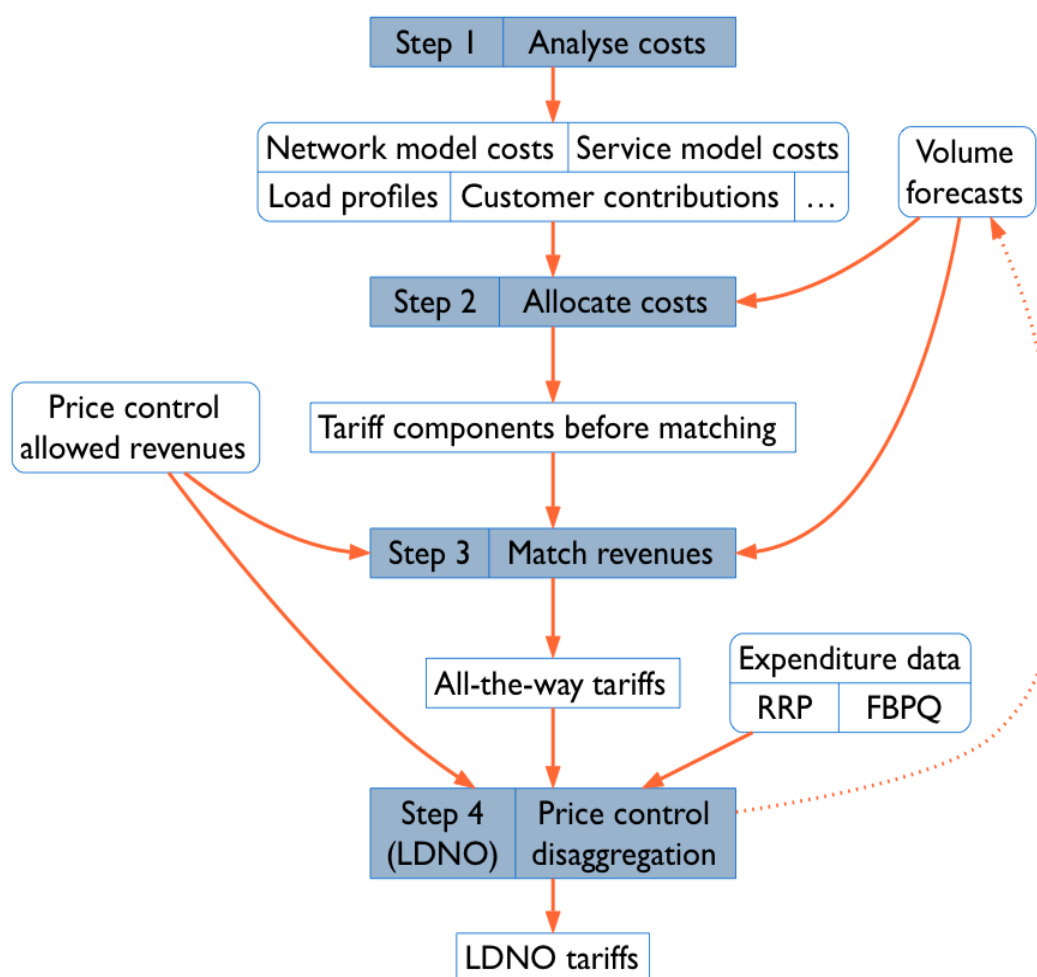 Step 1 Analyse costs
Network model costs Service model costs
Load profiles Customer contributions …
Volume
forecasts
Step 2 Allocate costs
Price control
allowed revenues
Tariff components before matching
Step 3 Match revenues
All-the-way tariffs
Expenditure data
RRP FBPQ
Step 4
(LDNO)
Price control
disaggregation
LDNO tariffs